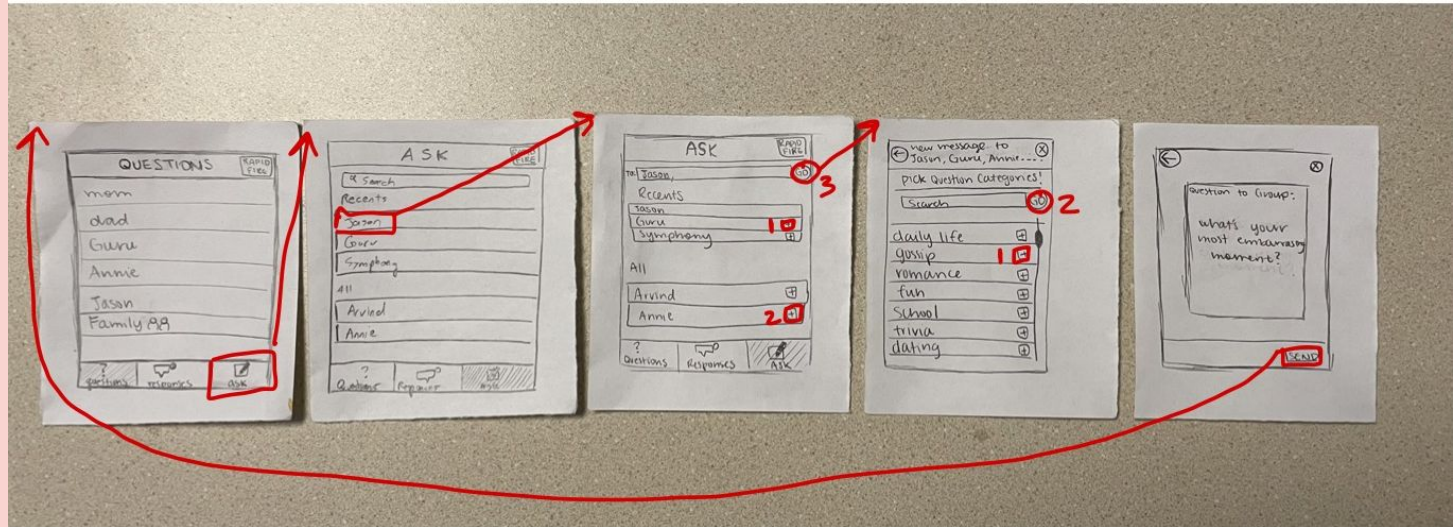 QUESTIONS
RAPID FIRE
mom
dad
Guru
Annie
Jason
Family
?
questions
responses
ask
ASK
RAPID FIRE
Search
Recents
Jason
Guru
Symphony
All
Arvind
Annie
?
Questions
ASK
RAPID FIRE
To: Jason,
GO
3
Recents
Jason
Guru
1
Symphony
All
Arvind
Annie
2
?
Questions
Responses
ASK
new message to
Jason, Guru, Annie....
pick Question Categories!
Search
GO
2
daily life
gossip
1
romance
fun
School
trivia
dating
Question to Group:
what's your
most embarrassing
moment?
SEND